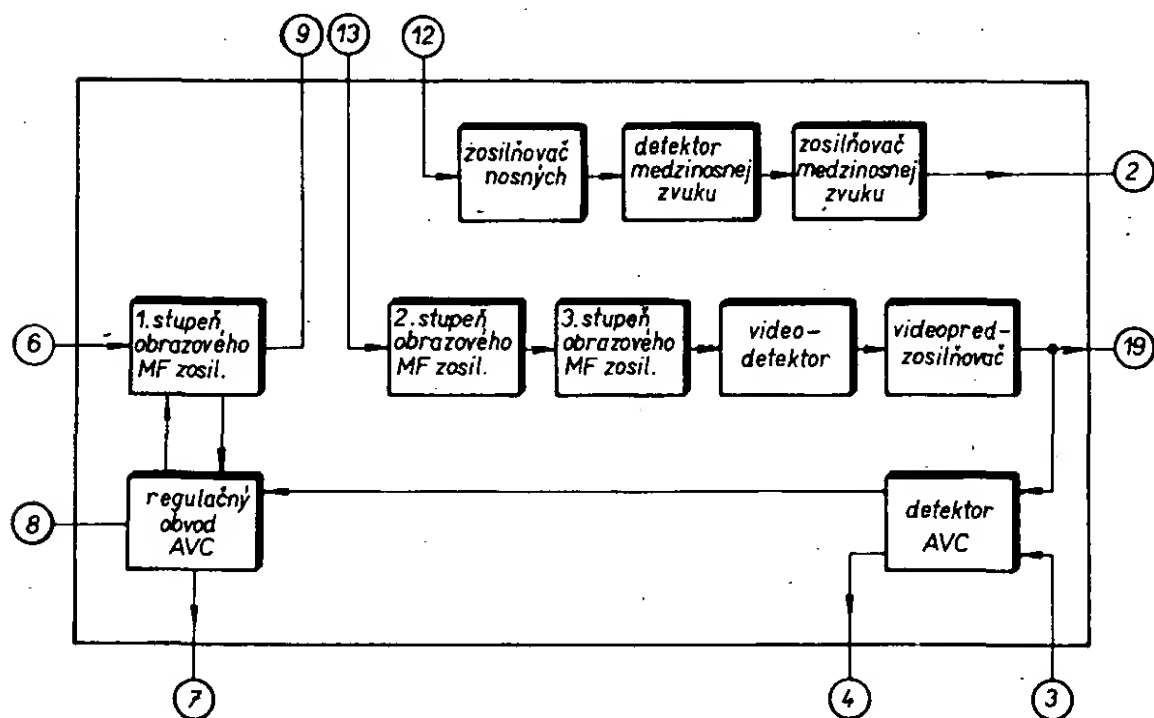 9 13 12
zosilňovač
nosných
detektor
medzinosnej
zvuku
zosilňovač
medzinosnej
zvuku
2
6
1. stupeň
obrazového
MF zosil.
2. stupeň
obrazového
MF zosil.
3. stupeň
obrazového
MF zosil.
video-
detektor
videopred-
zosilňovač
19
8
regulačný
obvod
AVC
detektor
AVC
7 4 3